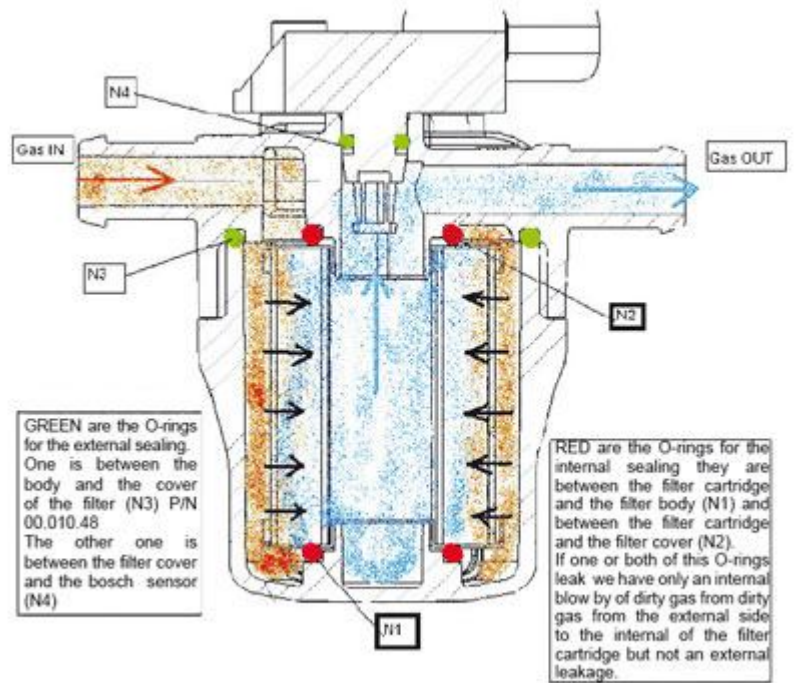 N4
Gas IN
Gas OUT
N3
N2
GREEN are the O-rings
for the external sealing.
One is between the
body and the cover
of the filter (N3) P/N
00.010.48
The other one is
between the filter cover
and the bosch sensor
(N4)
RED are the O-rings for the
internal sealing they are
between the filter cartridge
and the filter body (N1) and
between the filter cartridge
and the filter cover (N2).
If one or both of this O-rings
leak we have only an internal
blow by of dirty gas from dirty
gas from the external side
to the internal of the filter
cartridge but not an external
leakage.
N1